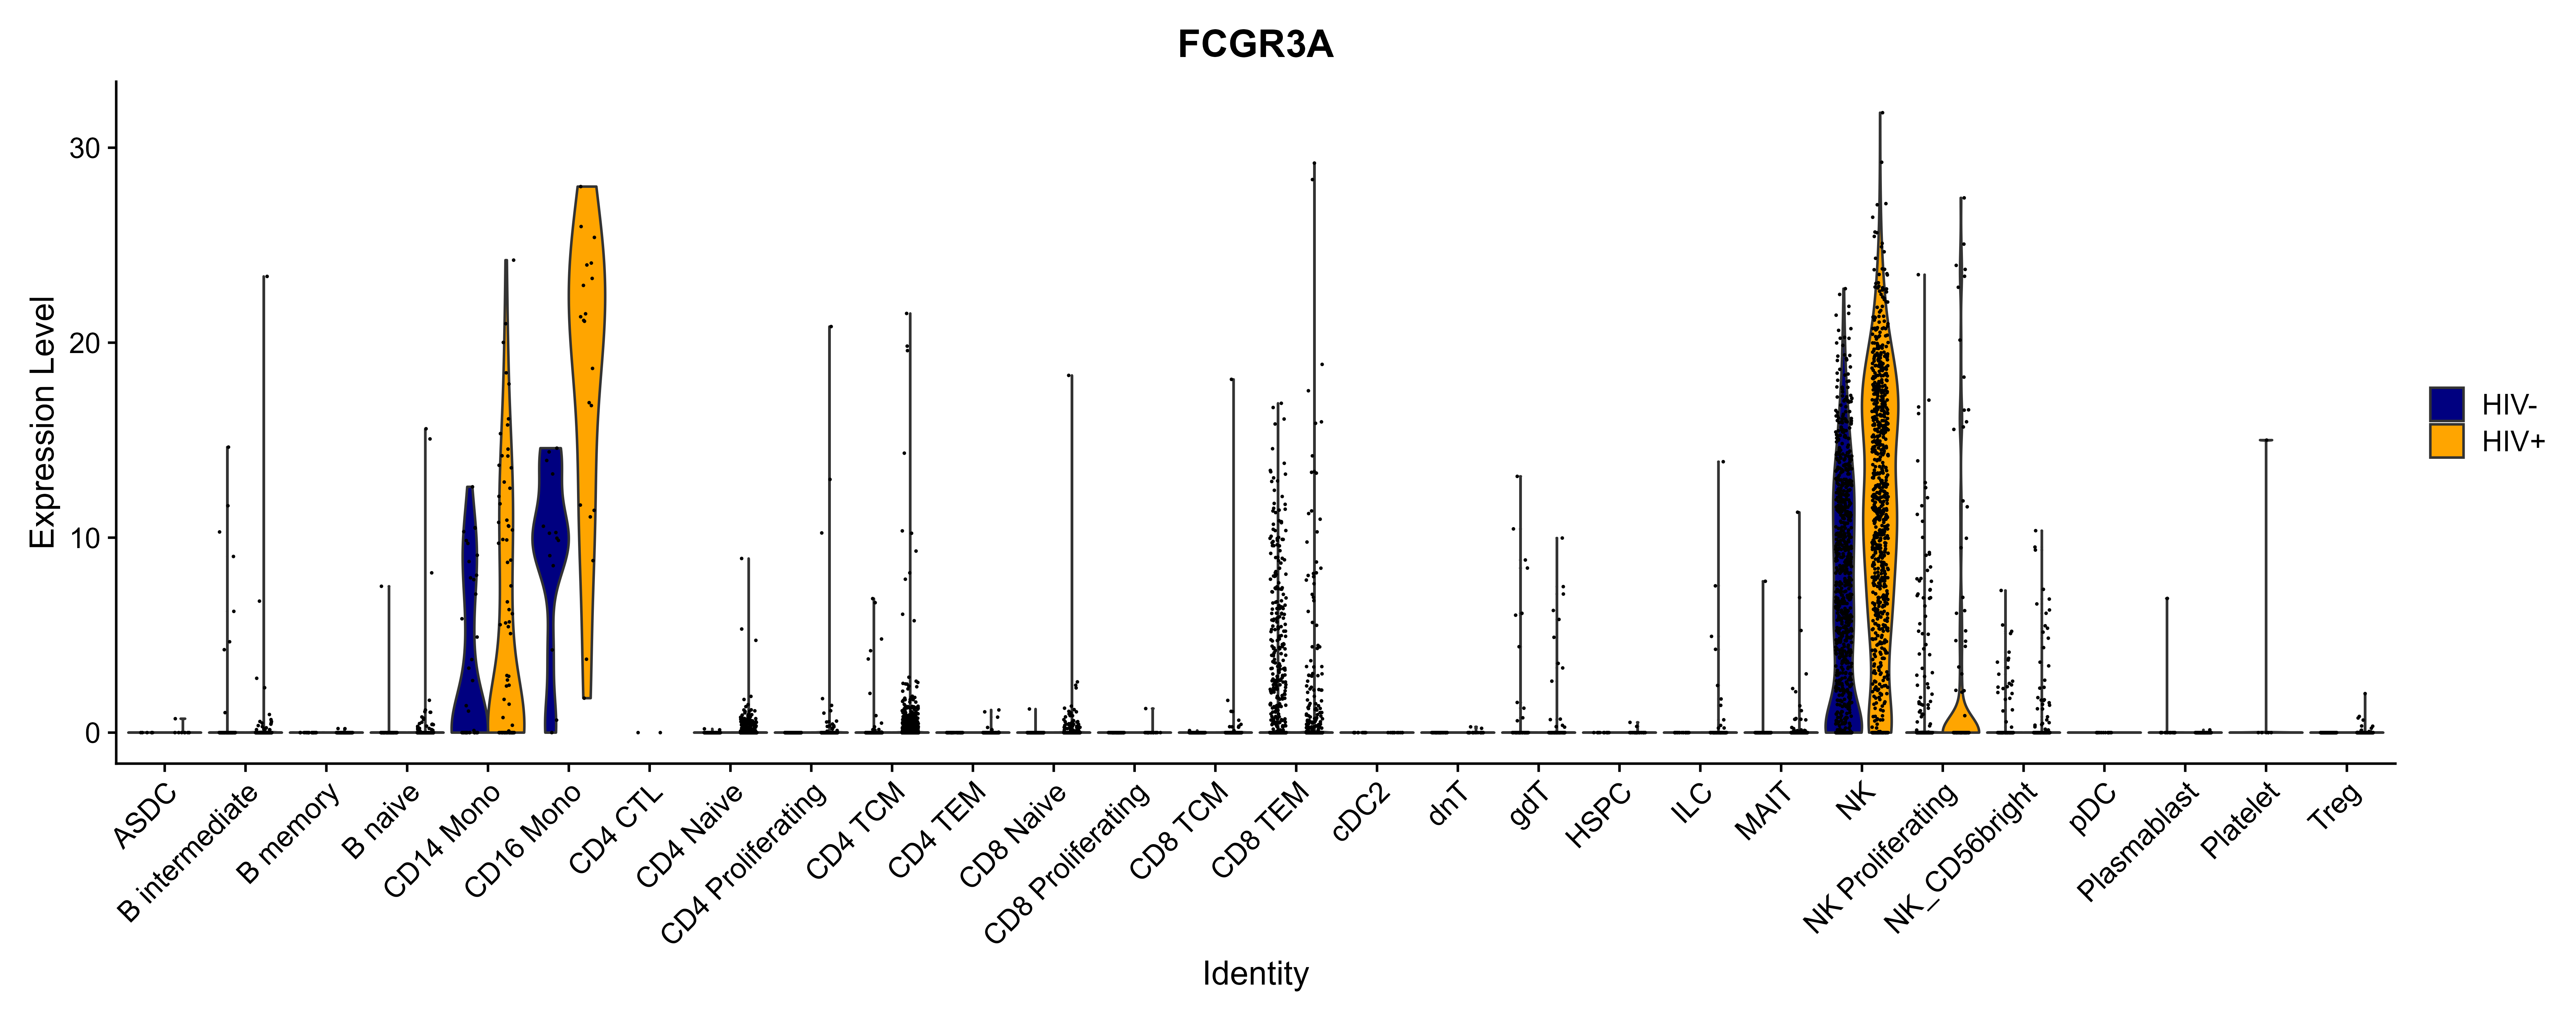 FCGR3A
Expression Level
30
20
10
0
ASDC
B intermediate
B memory
B naive
CD14 Mono
CD16 Mono
CD4 CTL
CD4 Naive
CD4 Proliferating
CD4 TCM
CD4 TEM
CD8 Naive
CD8 Proliferating
CD8 TCM
CD8 TEM
cDC2
dnT
gdT
HSPC
ILC
MAIT
NK
NK Proliferating
NK_CD56bright
pDC
Plasmablast
Platelet
Treg
Identity
HIV-
HIV+